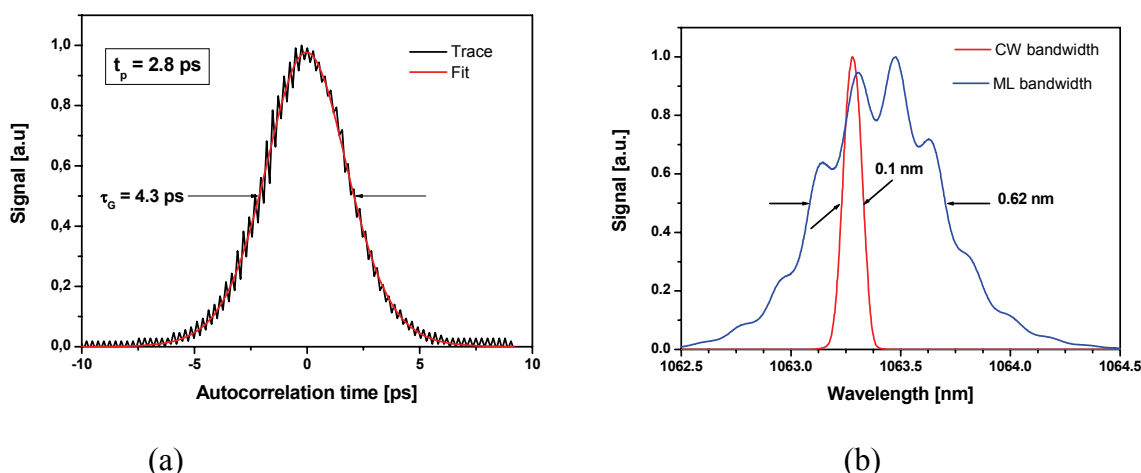 t_p = 2.8 ps
Trace
Fit
τ_G = 4.3 ps
Signal [a.u]
1,0
0,8
0,6
0,4
0,2
0,0
-10
-5
0
5
10
Autocorrelation time [ps]
(a)
CW bandwidth
ML bandwidth
0.1 nm
0.62 nm
Signal [a.u.]
1.0
0.8
0.6
0.4
0.2
0.0
1062.5
1063.0
1063.5
1064.0
1064.5
Wavelength [nm]
(b)